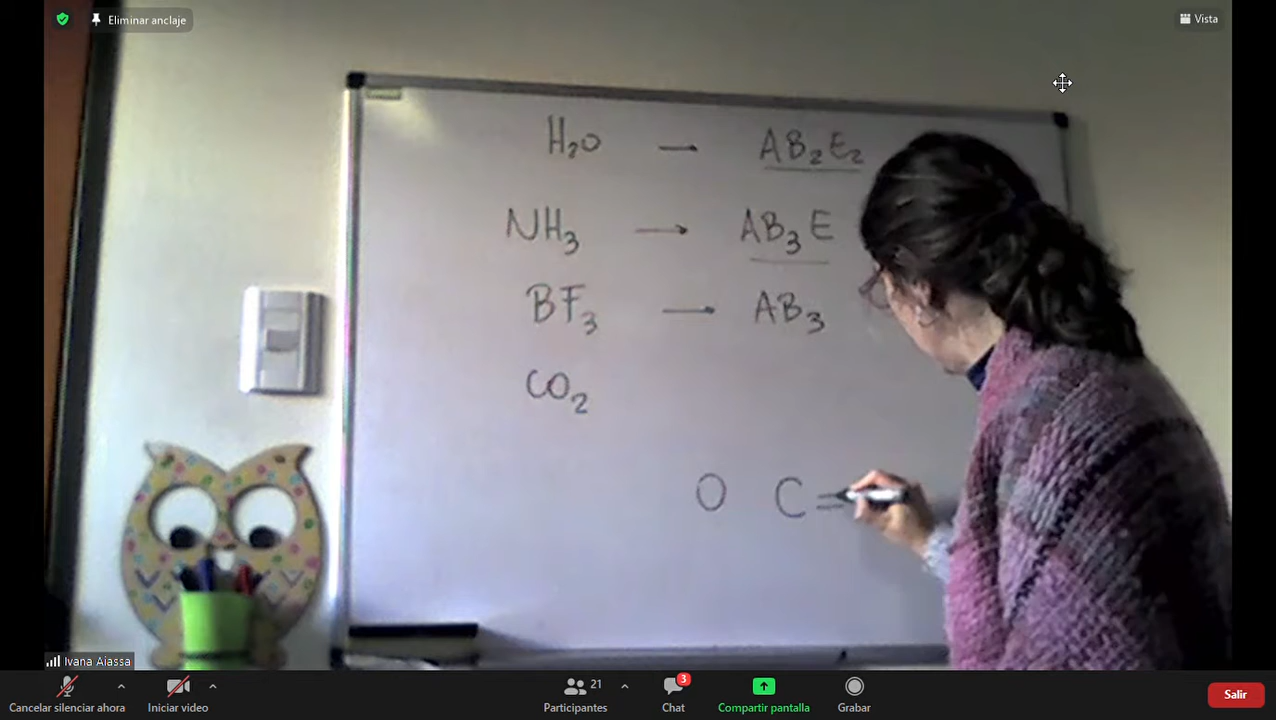 Eliminar anclaje
Vista
H₂O → AB₂E₂
NH₃ → AB₃E
BF₃ → AB₃
CO₂
O C=
Ivana Aiassa
Cancelar silenciar ahora
Iniciar video
21
Participantes
3
Chat
Compartir pantalla
Grabar
Salir